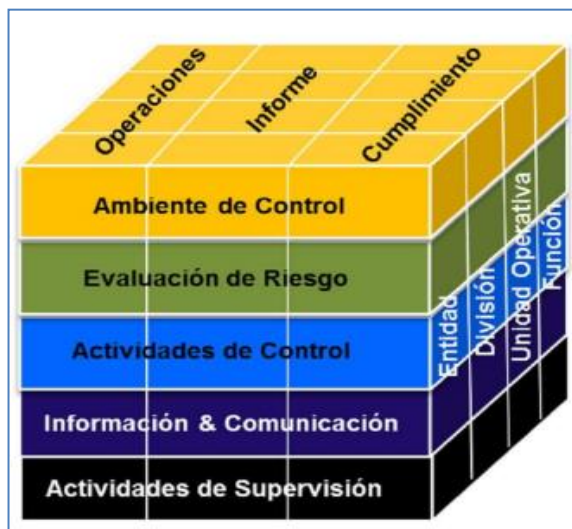 Operaciones
Informe
Cumplimiento
Ambiente de Control
Evaluación de Riesgo
Actividades de Control
Información & Comunicación
Actividades de Supervisión
Entidad
División
Unidad Operativa
Función